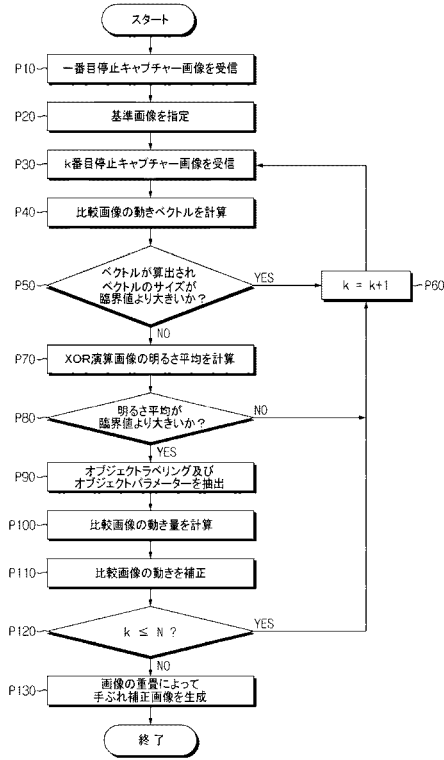 スタート
P10
一番目停止キャプチャー画像を受信
P20
基準画像を指定
P30
k番目停止キャプチャー画像を受信
P40
比較画像の動きベクトルを計算
P50
ベクトルが算出され
ベクトルのサイズが
臨界値より大きいか?
YES
k = k+1
P60
NO
P70
XOR演算画像の明るさ平均を計算
P80
明るさ平均が
臨界値より大きいか?
NO
YES
P90
オブジェクトラベリング及び
オブジェクトパラメーターを抽出
P100
比較画像の動き量を計算
P110
比較画像の動きを補正
P120
k ≤ N ?
YES
NO
P130
画像の重畳によって
手ぶれ補正画像を生成
終了